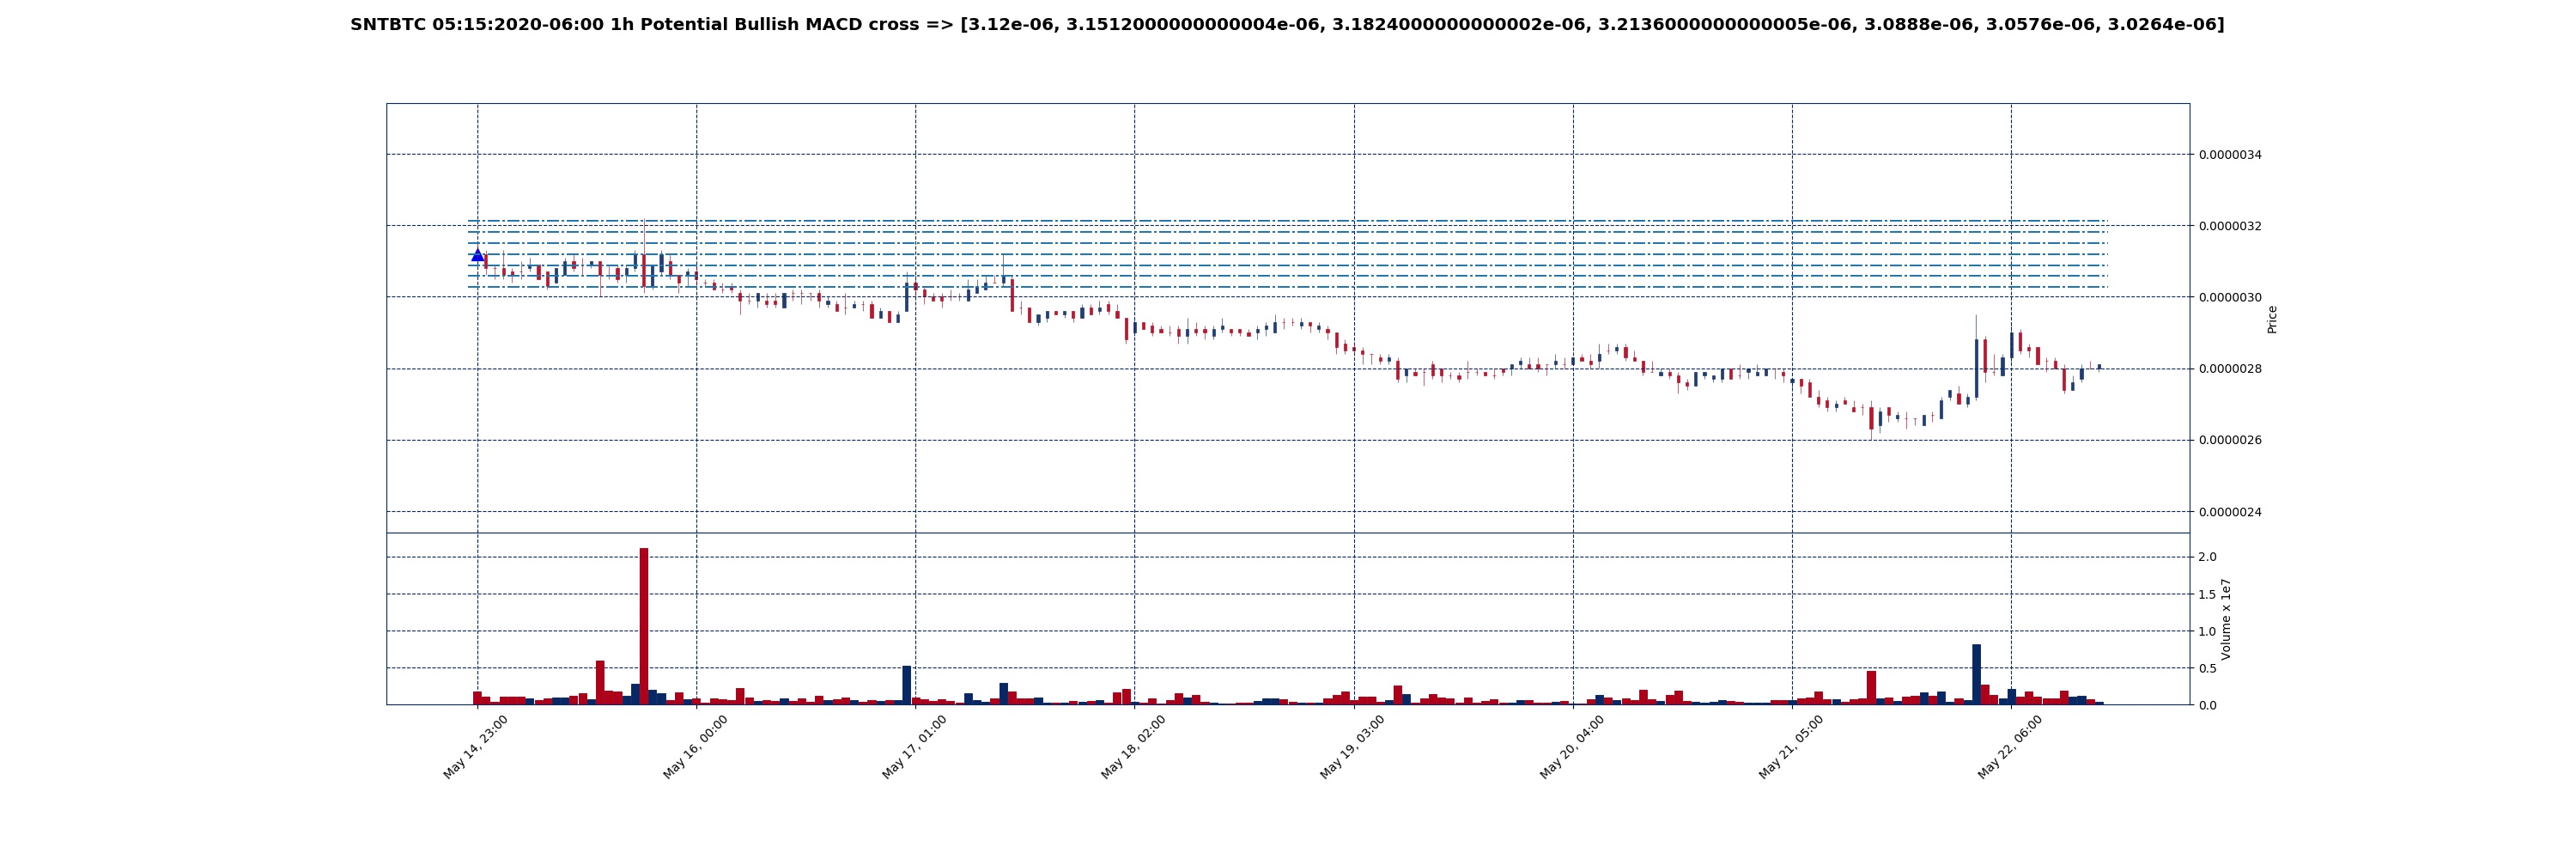 SNTBTC 05:15:2020-06:00 1h Potential Bullish MACD cross => [3.12e-06, 3.1512000000000004e-06, 3.1824000000000002e-06, 3.2136000000000005e-06, 3.0888e-06, 3.0576e-06, 3.0264e-06]
0.0000034
0.0000032
0.0000030
0.0000028
0.0000026
0.0000024
Price
2.0
1.5
1.0
0.5
0.0
Volume x 1e7
May 14, 23:00
May 16, 00:00
May 17, 01:00
May 18, 02:00
May 19, 03:00
May 20, 04:00
May 21, 05:00
May 22, 06:00